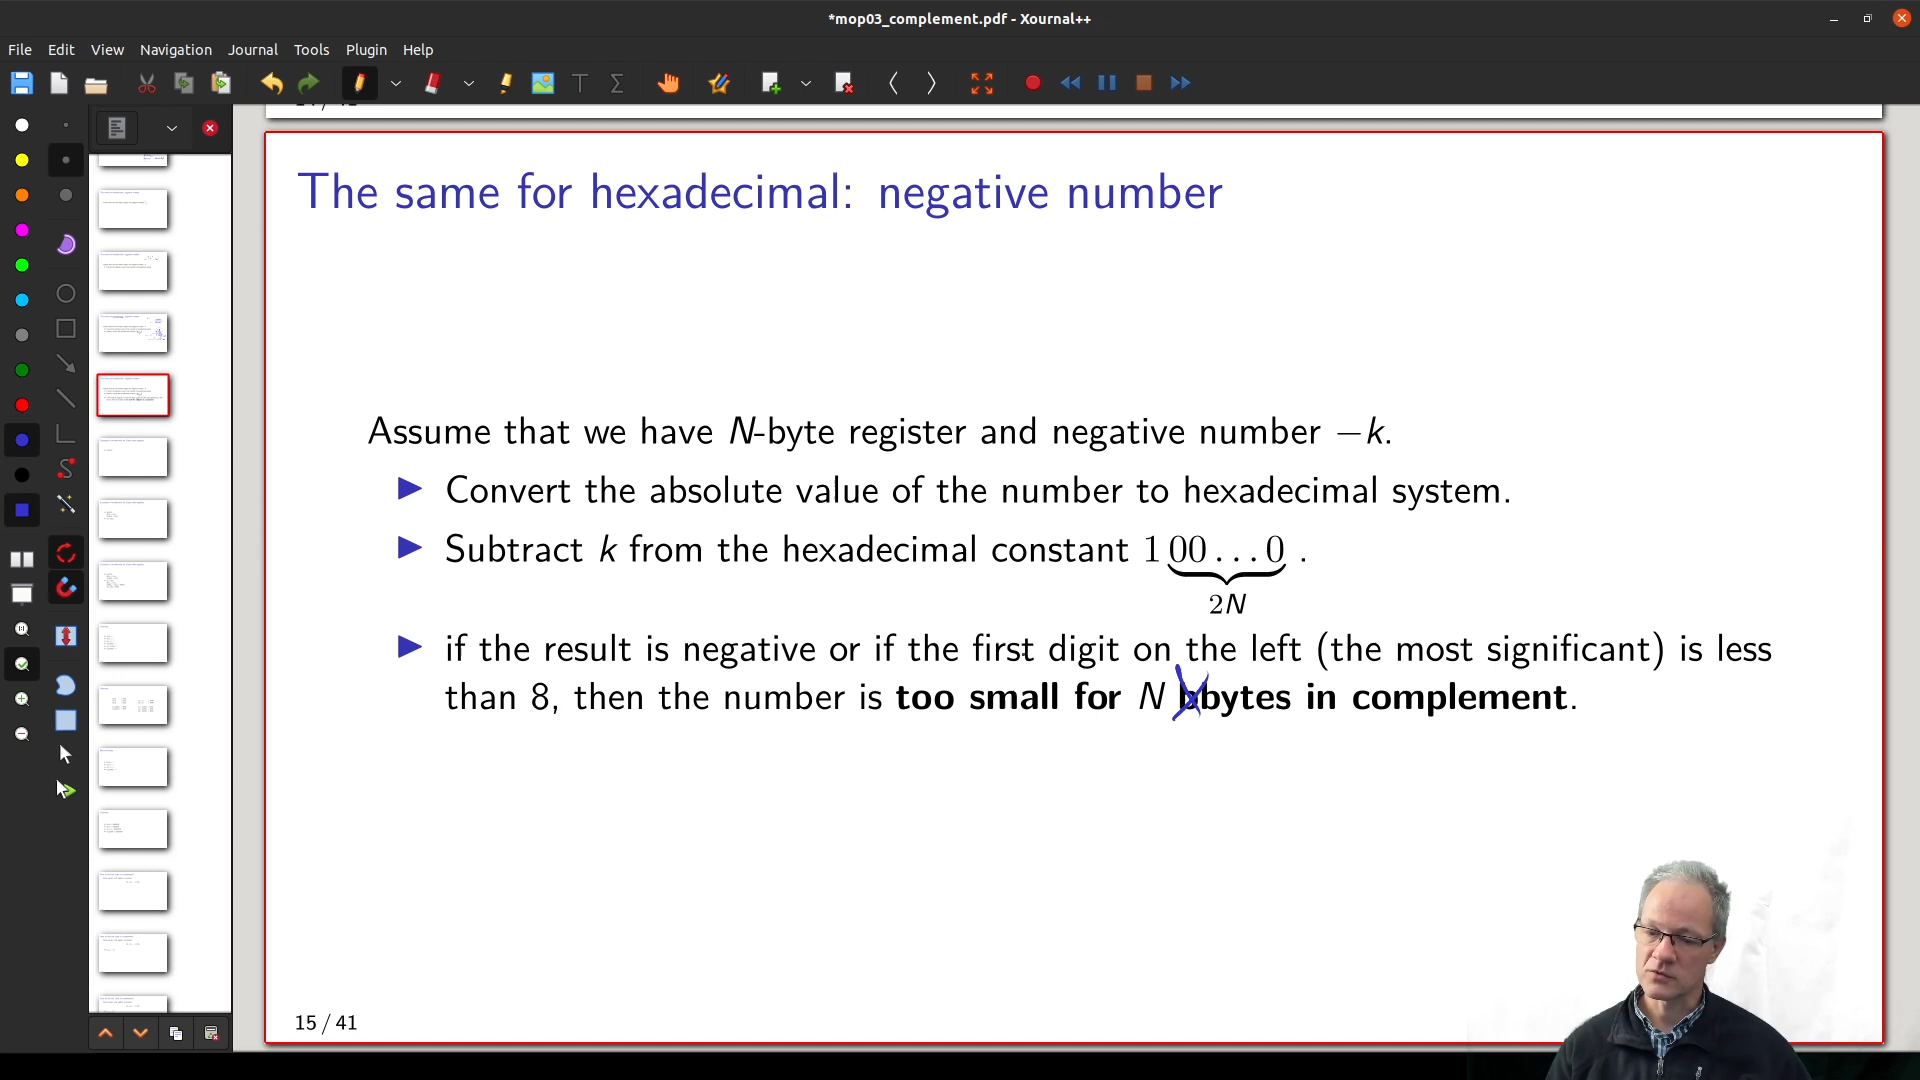 *mop03_complement.pdf - Xournal++
File Edit View Navigation Journal Tools Plugin Help
The same for hexadecimal: negative number
Assume that we have N-byte register and negative number −k.
Convert the absolute value of the number to hexadecimal system.
Subtract k from the hexadecimal constant 1 00...0 .
2N
if the result is negative or if the first digit on the left (the most significant) is less
than 8, then the number is too small for N bbytes in complement.
15 / 41